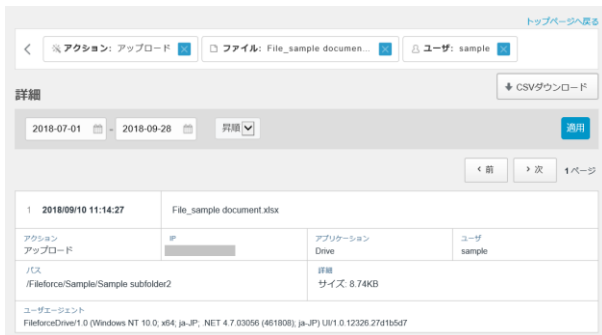 トップページへ戻る
アクション: アップロード ファイル: File_sample documen... ユーザ: sample
CSVダウンロード
詳細
2018-07-01 - 2018-09-28 昇順 適用
前 次 1ページ
1 2018/09/10 11:14:27 File_sample document.xlsx
アクション IP アプリケーション ユーザ
アップロード Drive sample
パス 詳細
/Fileforce/Sample/Sample subfolder2 サイズ: 8.74KB
ユーザエージェント
FileforceDrive/1.0 (Windows NT 10.0; x64; ja-JP; .NET 4.7.03056 (461808); ja-JP) UI/1.0.12326.27d1b5d7